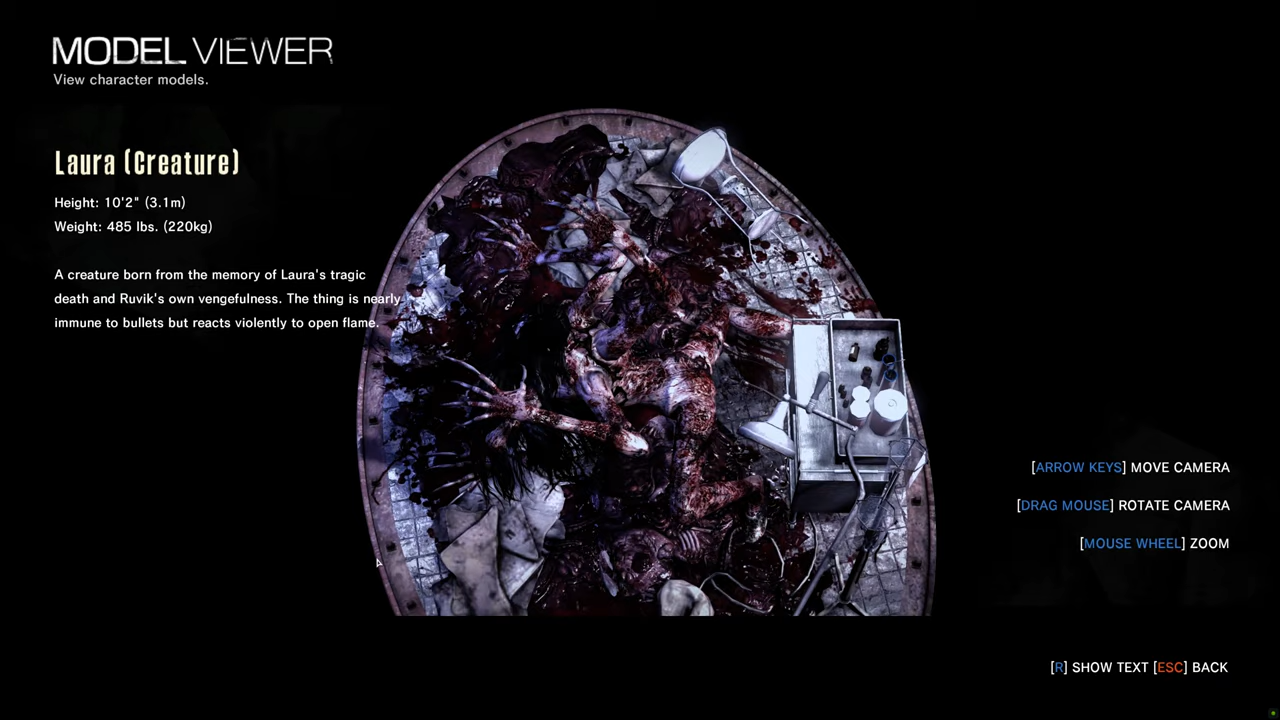 MODEL VIEWER
View character models.
Laura (Creature)
Height: 10'2" (3.1m)
Weight: 485 lbs. (220kg)
A creature born from the memory of Laura's tragic
death and Ruvik's own vengefulness. The thing is nearly
immune to bullets but reacts violently to open flame.
[ARROW KEYS] MOVE CAMERA
[DRAG MOUSE] ROTATE CAMERA
[MOUSE WHEEL] ZOOM
[R] SHOW TEXT [ESC] BACK